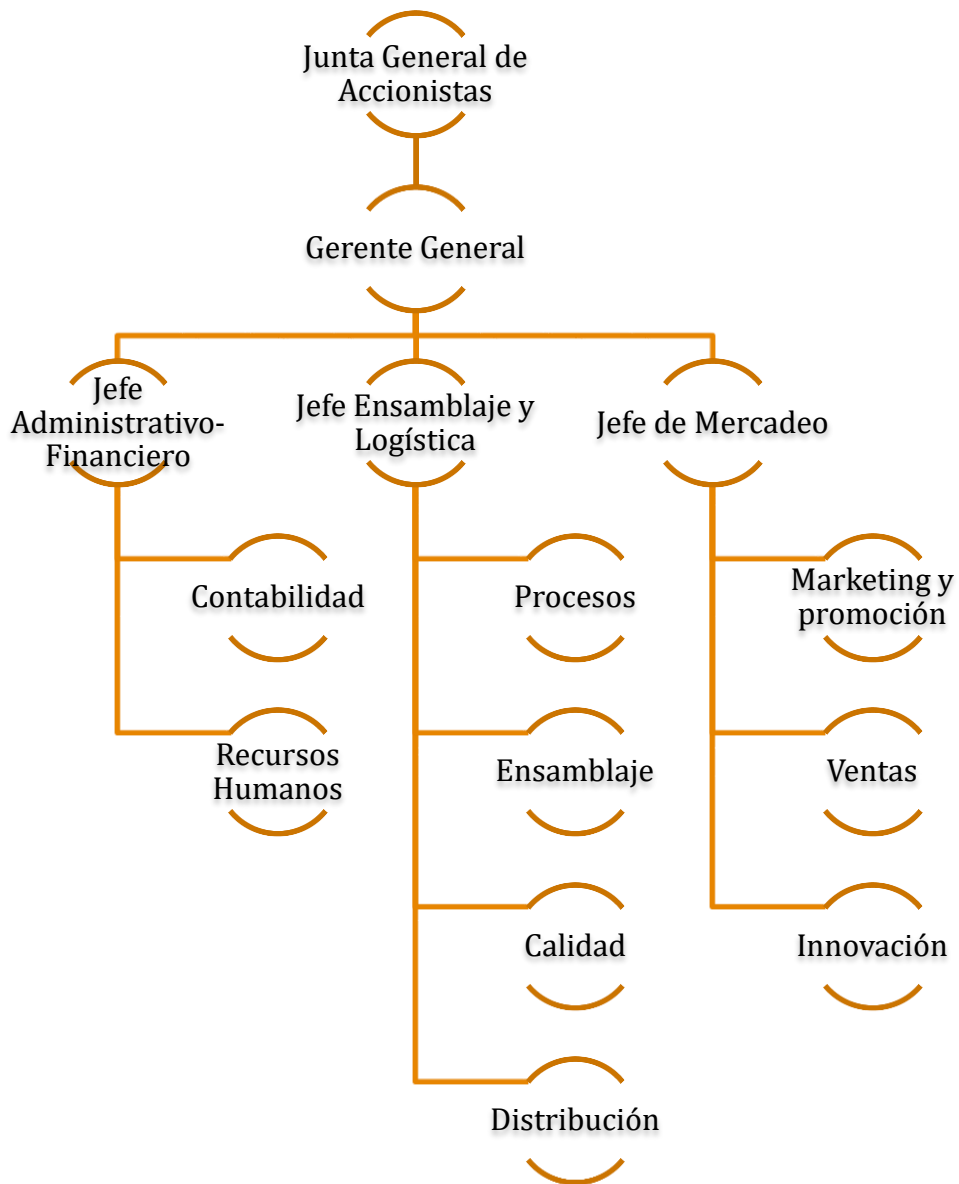 Junta General de
Accionistas
Gerente General
Jefe
Administrativo-
Financiero
Jefe Ensamblaje y
Logística
Jefe de Mercadeo
Contabilidad
Recursos
Humanos
Procesos
Ensamblaje
Calidad
Distribución
Marketing y
promoción
Ventas
Innovación